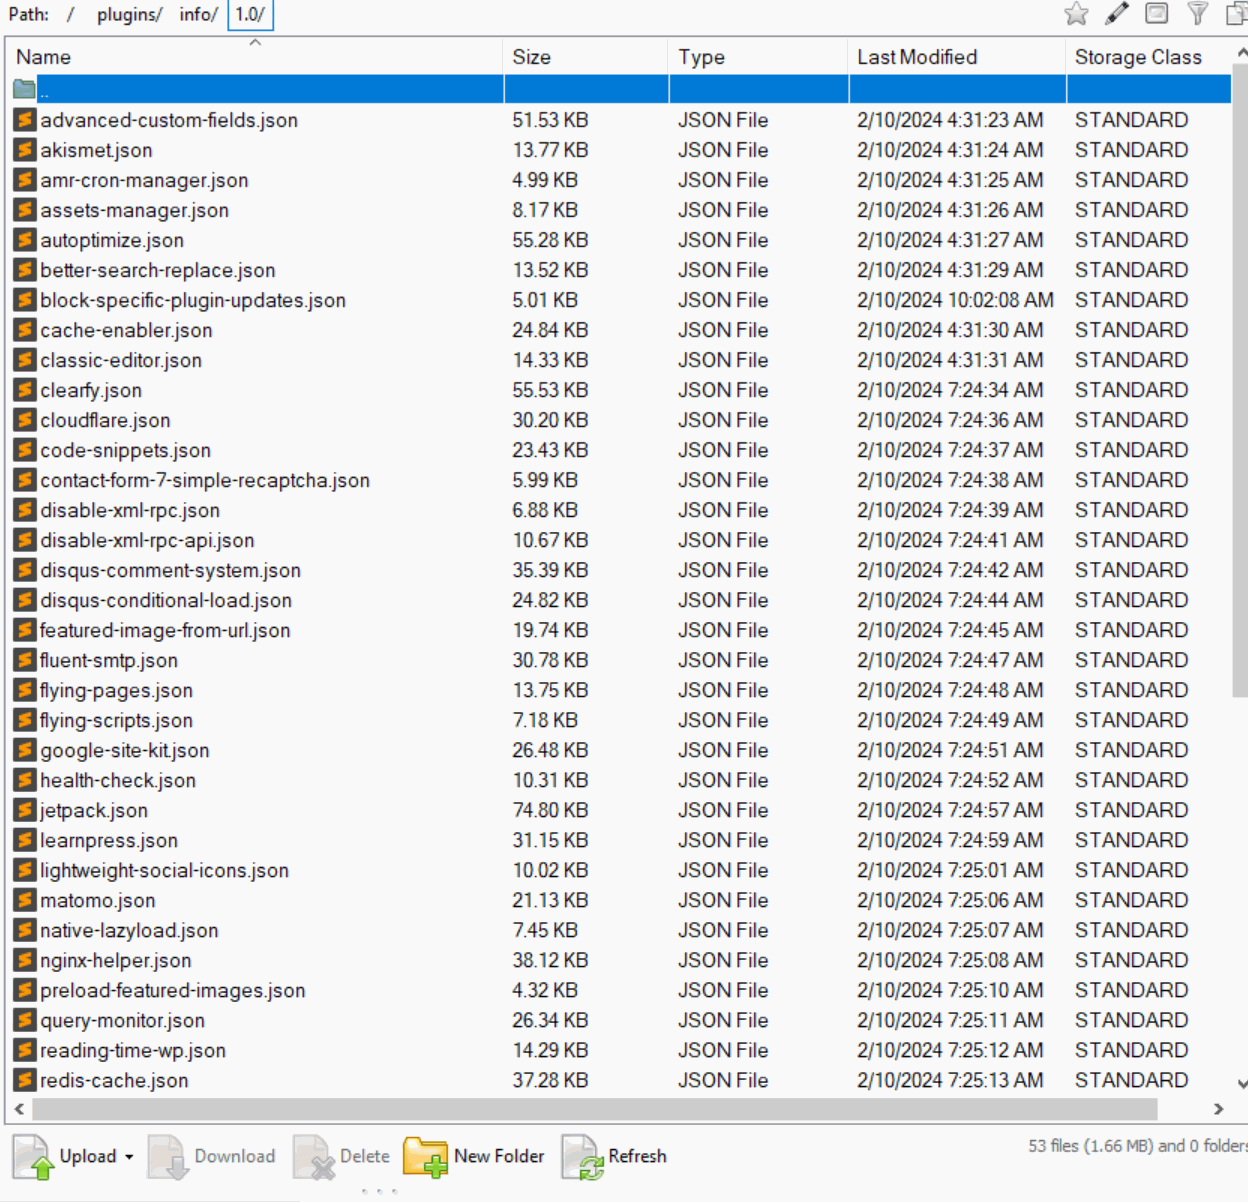 Path: / plugins/ info/ 1.0/
Name Size Type Last Modified Storage Class
..
advanced-custom-fields.json 51.53 KB JSON File 2/10/2024 4:31:23 AM STANDARD
akismet.json 13.77 KB JSON File 2/10/2024 4:31:24 AM STANDARD
amr-cron-manager.json 4.99 KB JSON File 2/10/2024 4:31:25 AM STANDARD
assets-manager.json 8.17 KB JSON File 2/10/2024 4:31:26 AM STANDARD
autoptimize.json 55.28 KB JSON File 2/10/2024 4:31:27 AM STANDARD
better-search-replace.json 13.52 KB JSON File 2/10/2024 4:31:29 AM STANDARD
block-specific-plugin-updates.json 5.01 KB JSON File 2/10/2024 10:02:08 AM STANDARD
cache-enabler.json 24.84 KB JSON File 2/10/2024 4:31:30 AM STANDARD
classic-editor.json 14.33 KB JSON File 2/10/2024 4:31:31 AM STANDARD
clearfy.json 55.53 KB JSON File 2/10/2024 7:24:34 AM STANDARD
cloudflare.json 30.20 KB JSON File 2/10/2024 7:24:36 AM STANDARD
code-snippets.json 23.43 KB JSON File 2/10/2024 7:24:37 AM STANDARD
contact-form-7-simple-recaptcha.json 5.99 KB JSON File 2/10/2024 7:24:38 AM STANDARD
disable-xml-rpc.json 6.88 KB JSON File 2/10/2024 7:24:39 AM STANDARD
disable-xml-rpc-api.json 10.67 KB JSON File 2/10/2024 7:24:41 AM STANDARD
disqus-comment-system.json 35.39 KB JSON File 2/10/2024 7:24:42 AM STANDARD
disqus-conditional-load.json 24.82 KB JSON File 2/10/2024 7:24:44 AM STANDARD
featured-image-from-url.json 19.74 KB JSON File 2/10/2024 7:24:45 AM STANDARD
fluent-smtp.json 30.78 KB JSON File 2/10/2024 7:24:47 AM STANDARD
flying-pages.json 13.75 KB JSON File 2/10/2024 7:24:48 AM STANDARD
flying-scripts.json 7.18 KB JSON File 2/10/2024 7:24:49 AM STANDARD
google-site-kit.json 26.48 KB JSON File 2/10/2024 7:24:51 AM STANDARD
health-check.json 10.31 KB JSON File 2/10/2024 7:24:52 AM STANDARD
jetpack.json 74.80 KB JSON File 2/10/2024 7:24:57 AM STANDARD
learnpress.json 31.15 KB JSON File 2/10/2024 7:24:59 AM STANDARD
lightweight-social-icons.json 10.02 KB JSON File 2/10/2024 7:25:01 AM STANDARD
matomo.json 21.13 KB JSON File 2/10/2024 7:25:06 AM STANDARD
native-lazyload.json 7.45 KB JSON File 2/10/2024 7:25:07 AM STANDARD
nginx-helper.json 38.12 KB JSON File 2/10/2024 7:25:08 AM STANDARD
preload-featured-images.json 4.32 KB JSON File 2/10/2024 7:25:10 AM STANDARD
query-monitor.json 26.34 KB JSON File 2/10/2024 7:25:11 AM STANDARD
reading-time-wp.json 14.29 KB JSON File 2/10/2024 7:25:12 AM STANDARD
redis-cache.json 37.28 KB JSON File 2/10/2024 7:25:13 AM STANDARD
Upload Download Delete New Folder Refresh 53 files (1.66 MB) and 0 folders